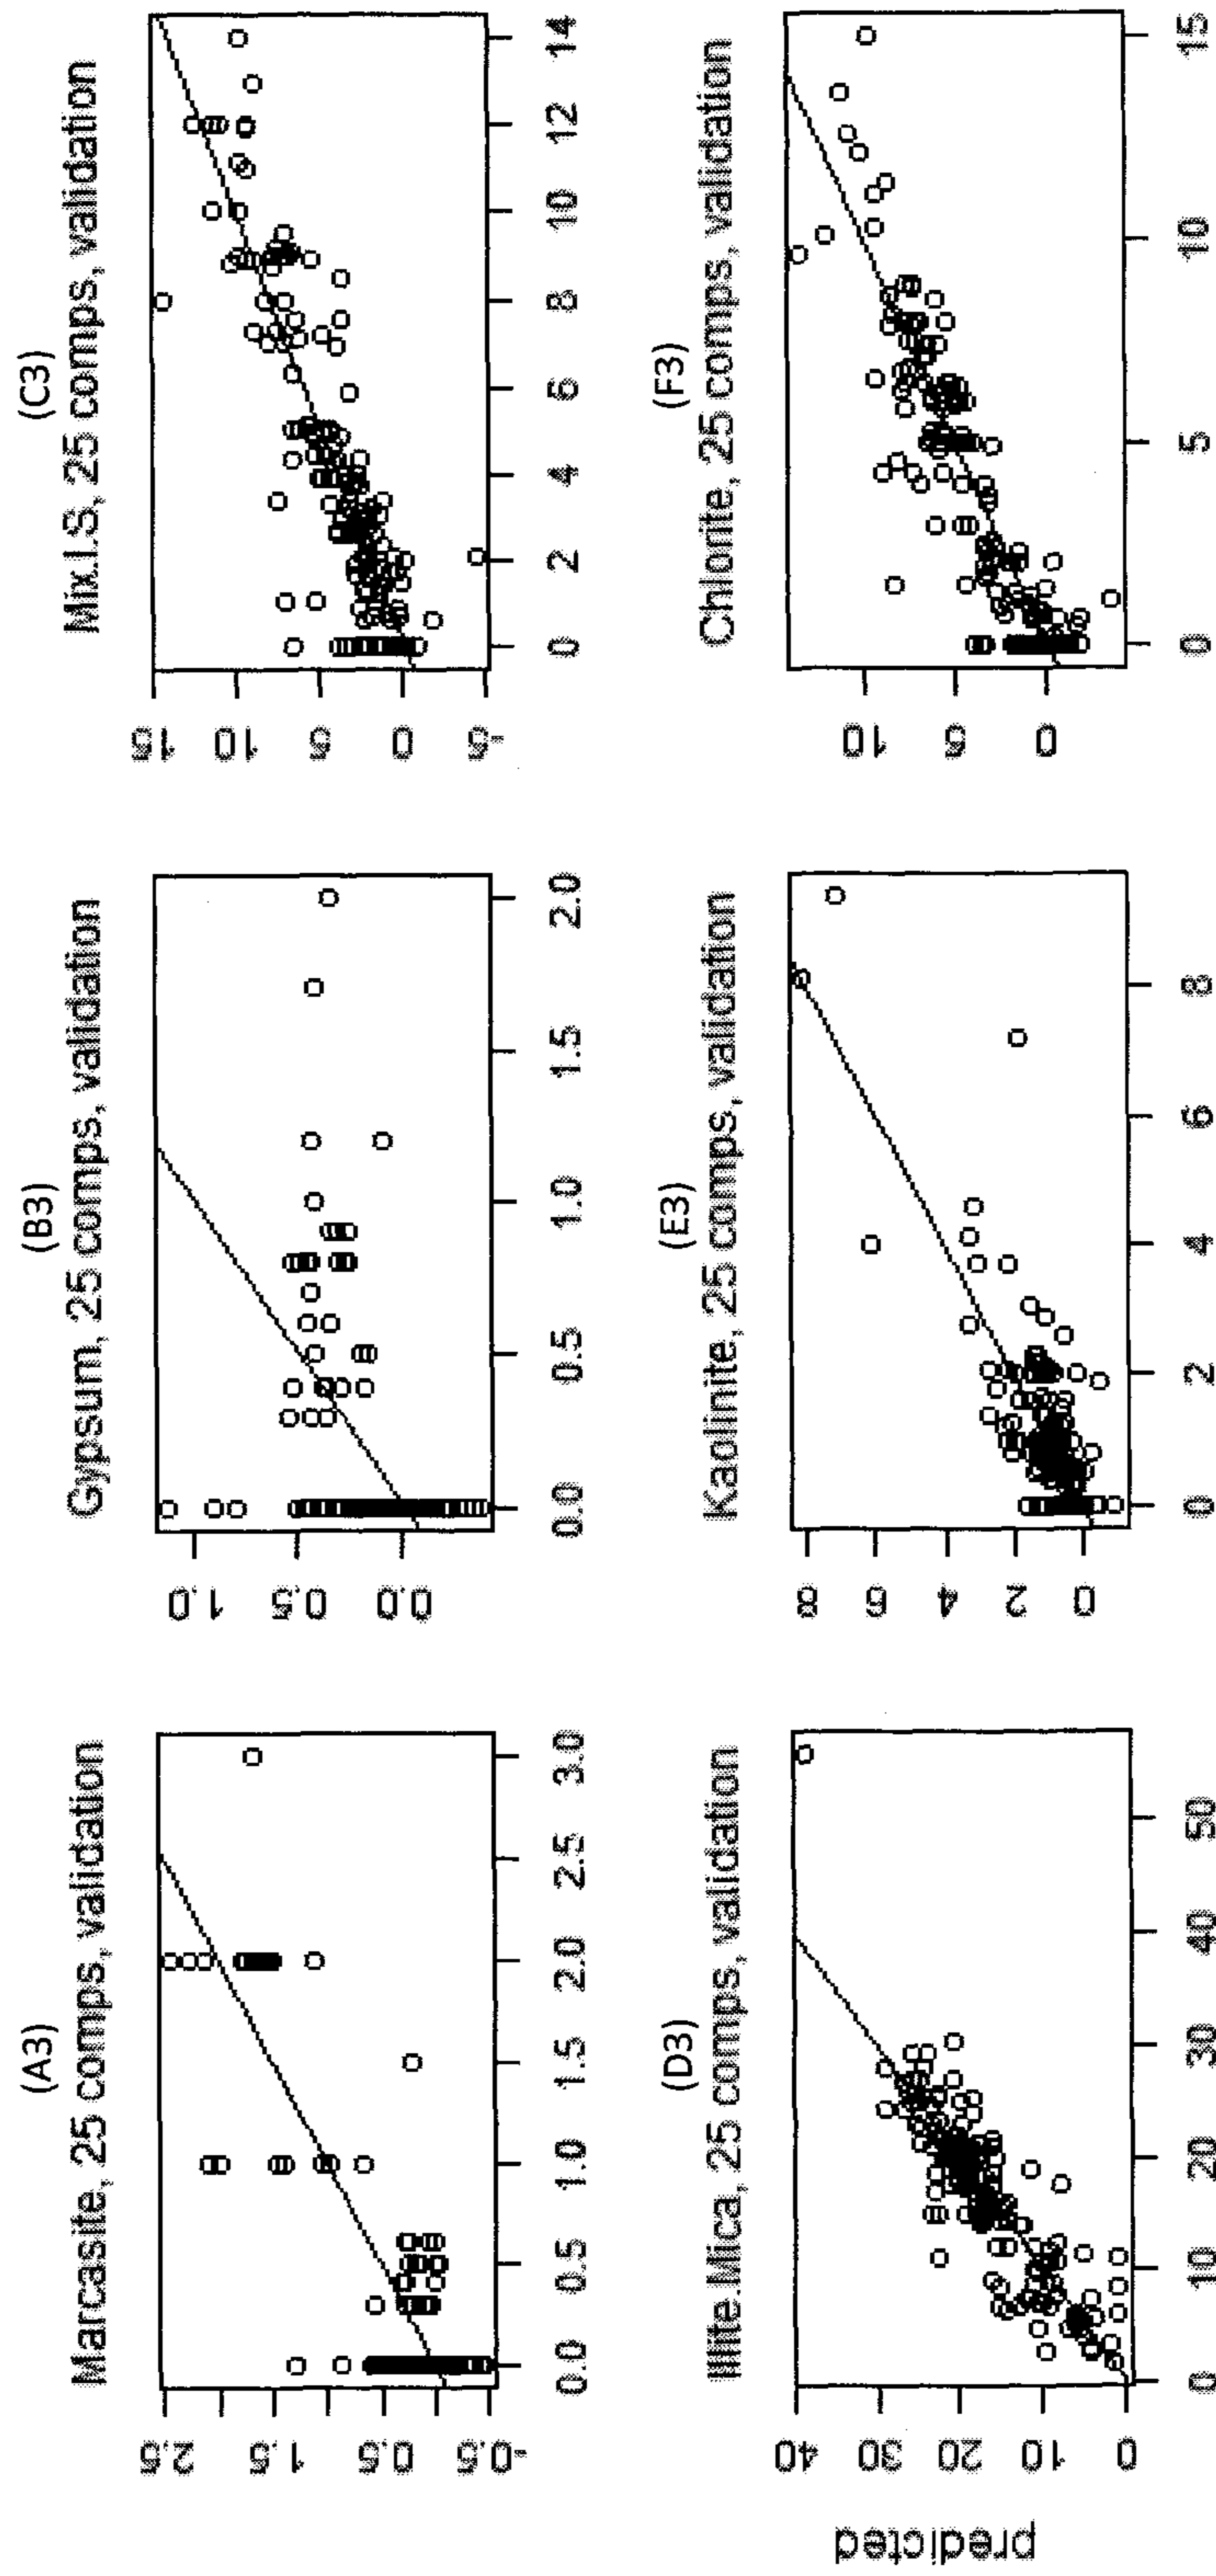 (A3)
Marcasite, 25 comps, validation
2.5
1.5
0.5
-0.5
0.0 0.5 1.0 1.5 2.0 2.5 3.0
(B3)
Gypsum, 25 comps, validation
1.0
0.5
0.0
0.0 0.5 1.0 1.5 2.0
(C3)
Mix.I.S, 25 comps, validation
15
10
5
0
-5
0 2 4 6 8 10 12 14
(D3)
Illite.Mica, 25 comps, validation
predicted
40
30
20
10
0
0 10 20 30 40 50
(E3)
Kaolinite, 25 comps, validation
8
6
4
2
0
0 2 4 6 8
(F3)
Chlorite, 25 comps, validation
10
5
0
0 5 10 15